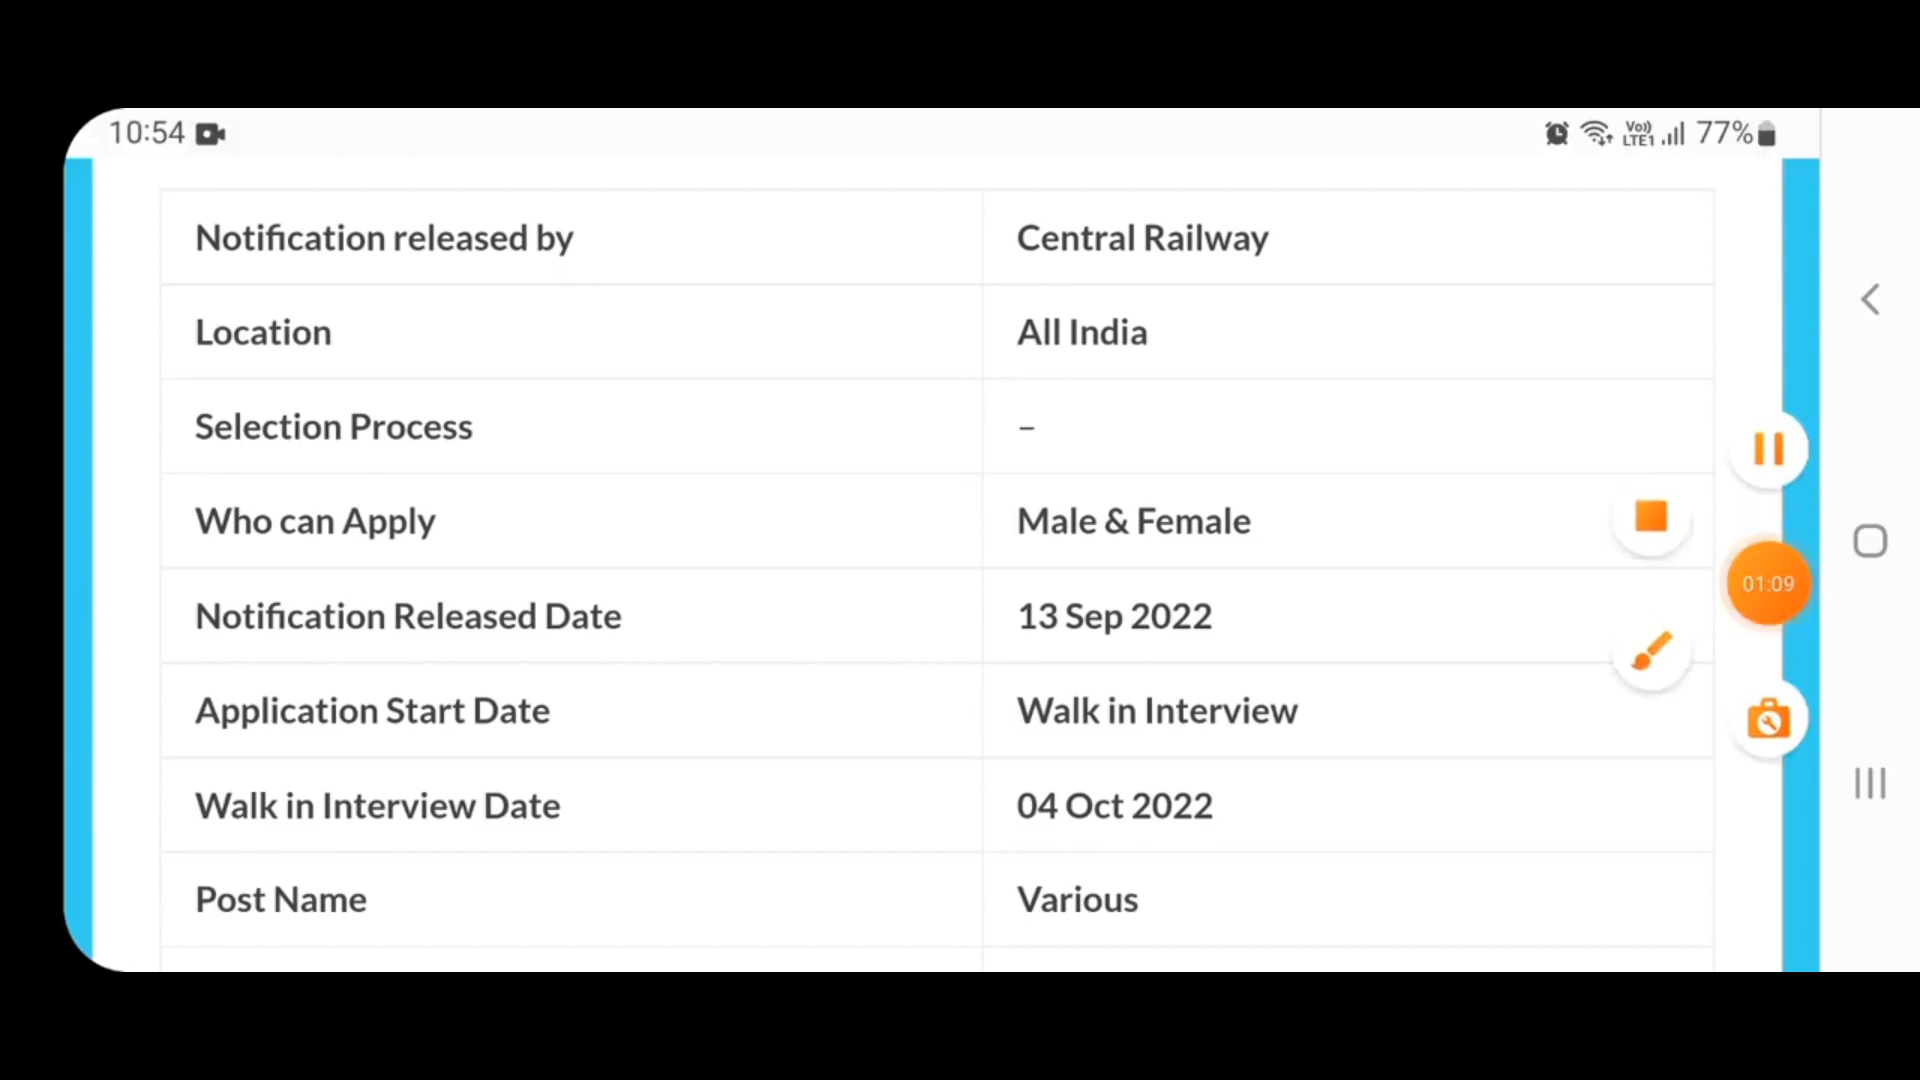 10:54 Vo)) LTE1 77%
Notification released by Central Railway
Location All India
Selection Process –
Who can Apply Male & Female
Notification Released Date 13 Sep 2022
01:09
Application Start Date Walk in Interview
Walk in Interview Date 04 Oct 2022
Post Name Various